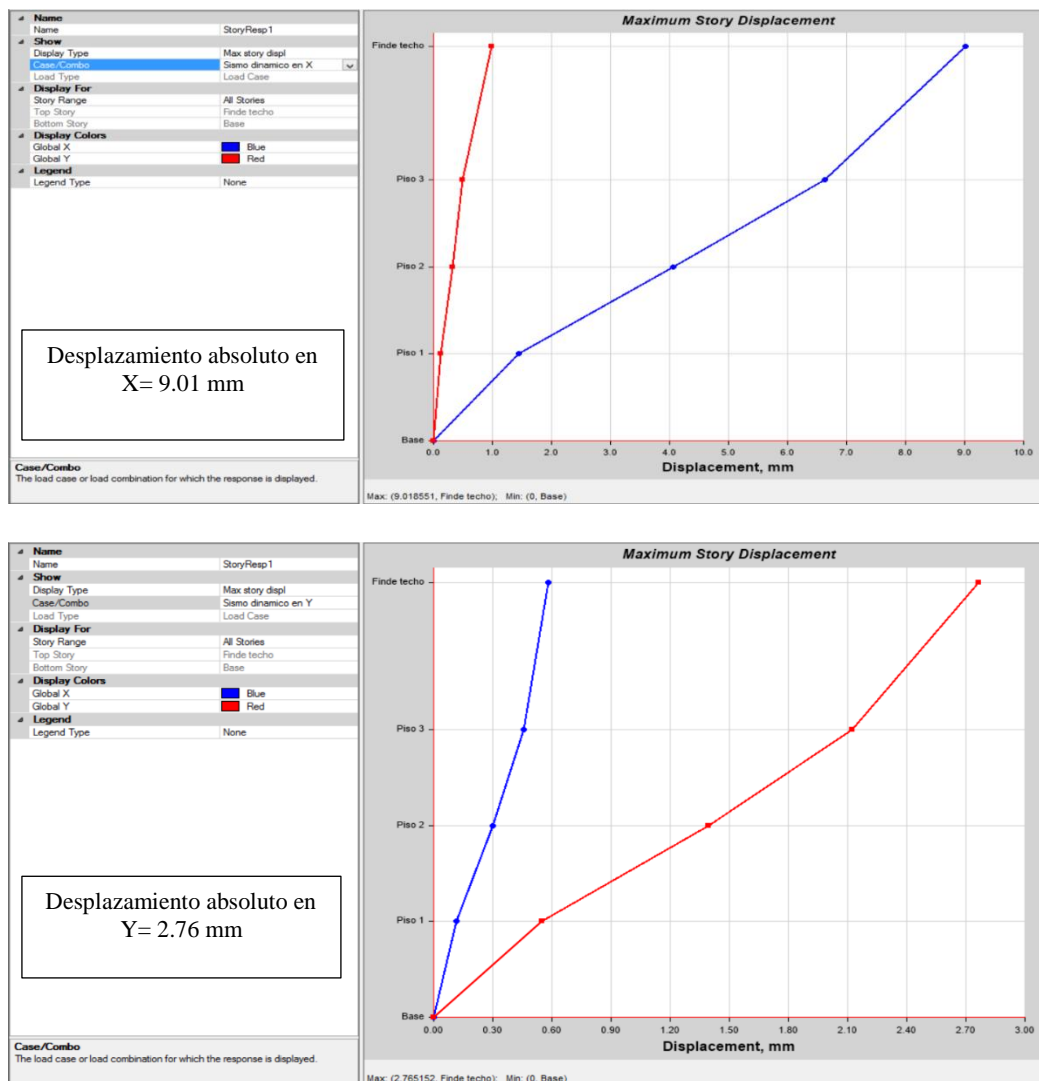 Name
Name StoryResp1
Show
Display Type Max story displ
Case/Combo Sismo dinamico en X
Load Type Load Case
Display For
Story Range All Stories
Top Story Finde techo
Bottom Story Base
Display Colors
Global X Blue
Global Y Red
Legend
Legend Type None
Desplazamiento absoluto en
X= 9.01 mm
Case/Combo
The load case or load combination for which the response is displayed.
Maximum Story Displacement
Finde techo
Piso 3
Piso 2
Piso 1
Base
0.0 1.0 2.0 3.0 4.0 5.0 6.0 7.0 8.0 9.0 10.0
Displacement, mm
Max: (9.018551, Finde techo); Min: (0, Base)
Name
Name StoryResp1
Show
Display Type Max story displ
Case/Combo Sismo dinamico en Y
Load Type Load Case
Display For
Story Range All Stories
Top Story Finde techo
Bottom Story Base
Display Colors
Global X Blue
Global Y Red
Legend
Legend Type None
Desplazamiento absoluto en
Y= 2.76 mm
Case/Combo
The load case or load combination for which the response is displayed.
Maximum Story Displacement
Finde techo
Piso 3
Piso 2
Piso 1
Base
0.00 0.30 0.60 0.90 1.20 1.50 1.80 2.10 2.40 2.70 3.00
Displacement, mm
Max: (2.765152, Finde techo); Min: (0, Base)